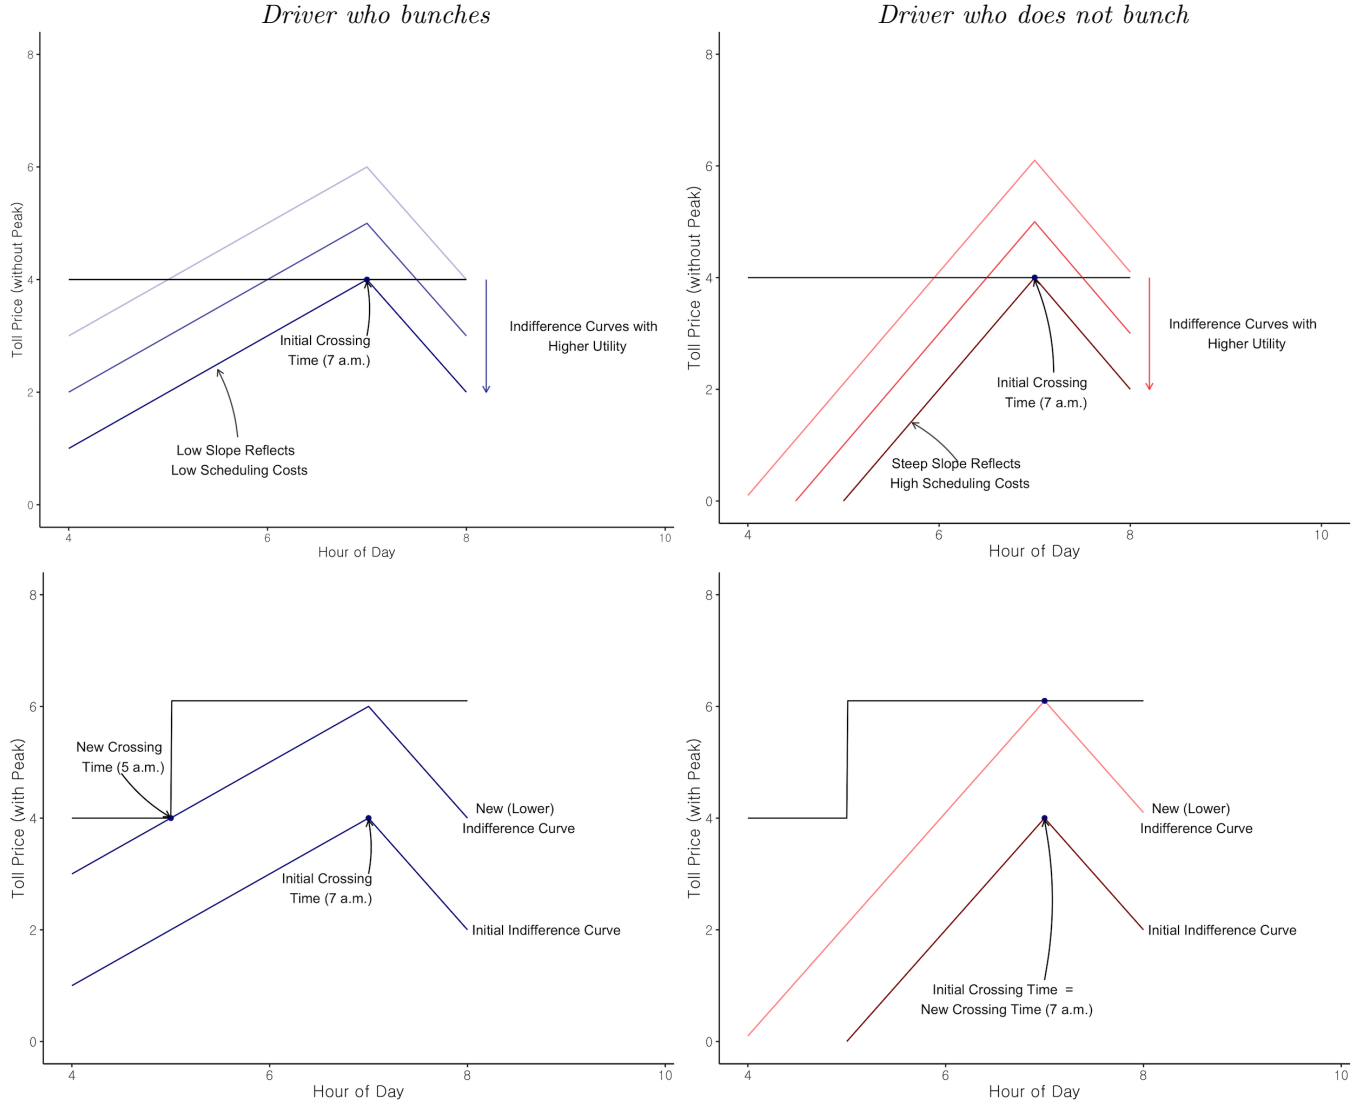 Driver who bunches
8
6
4
2
0
Toll Price (without Peak)
4
6
8
10
Hour of Day
Initial Crossing
Time (7 a.m.)
Low Slope Reflects
Low Scheduling Costs
Indifference Curves with
Higher Utility
Driver who does not bunch
8
6
4
2
0
Toll Price (without Peak)
4
6
8
10
Hour of Day
Initial Crossing
Time (7 a.m.)
Steep Slope Reflects
High Scheduling Costs
Indifference Curves with
Higher Utility
8
6
4
2
0
Toll Price (with Peak)
4
6
8
10
Hour of Day
New Crossing
Time (5 a.m.)
Initial Crossing
Time (7 a.m.)
New (Lower)
Indifference Curve
Initial Indifference Curve
8
6
4
2
0
Toll Price (with Peak)
4
6
8
10
Hour of Day
New (Lower)
Indifference Curve
Initial Indifference Curve
Initial Crossing Time =
New Crossing Time (7 a.m.)